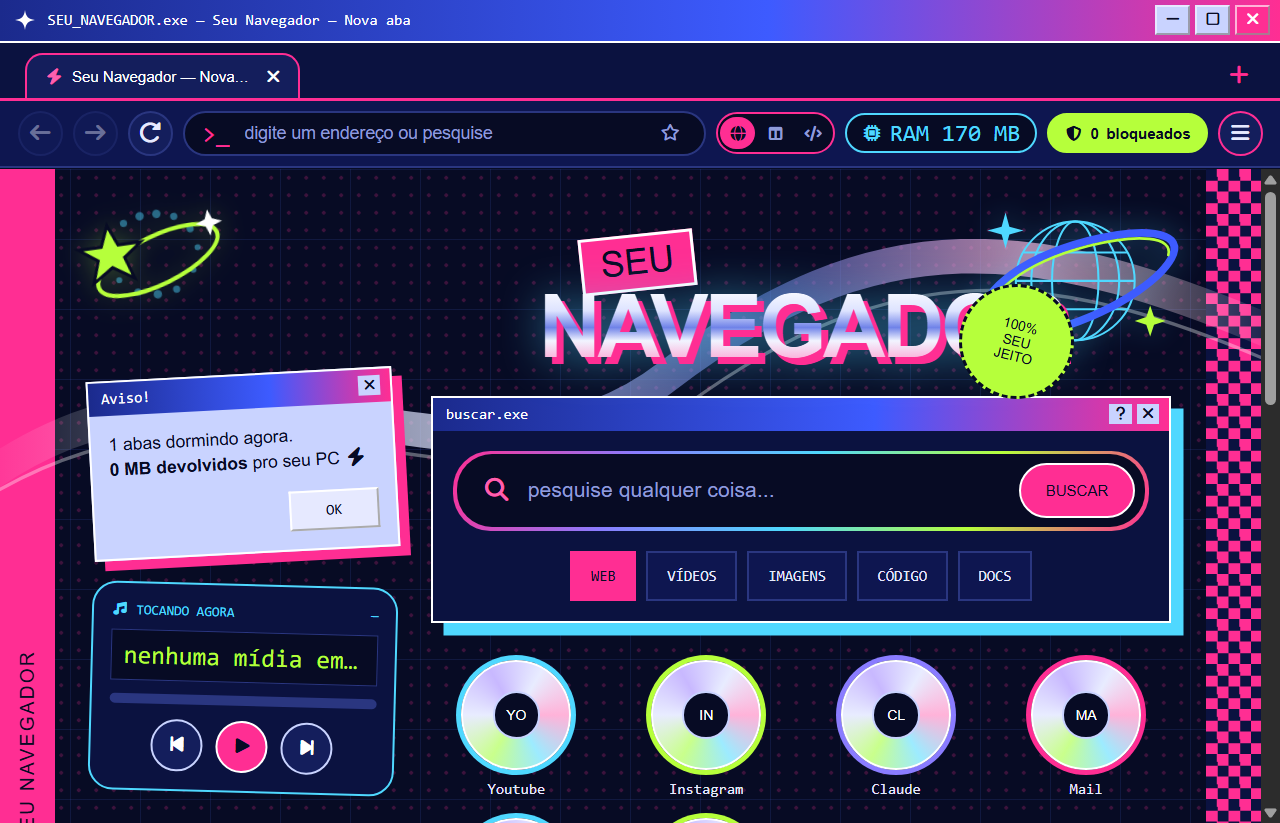 SEU_NAVEGADOR.exe — Seu Navegador — Nova aba
Seu Navegador — Nova...
digite um endereço ou pesquise
RAM 170 MB
0 bloqueados
SEU
NAVEGADO
100%
SEU
JEITO
Aviso!
1 abas dormindo agora.
0 MB devolvidos pro seu PC
OK
buscar.exe
?
pesquise qualquer coisa...
BUSCAR
WEB
VÍDEOS
IMAGENS
CÓDIGO
DOCS
TOCANDO AGORA
nenhuma mídia em…
YO
IN
CL
MA
Youtube
Instagram
Claude
Mail
EU NAVEGADOR